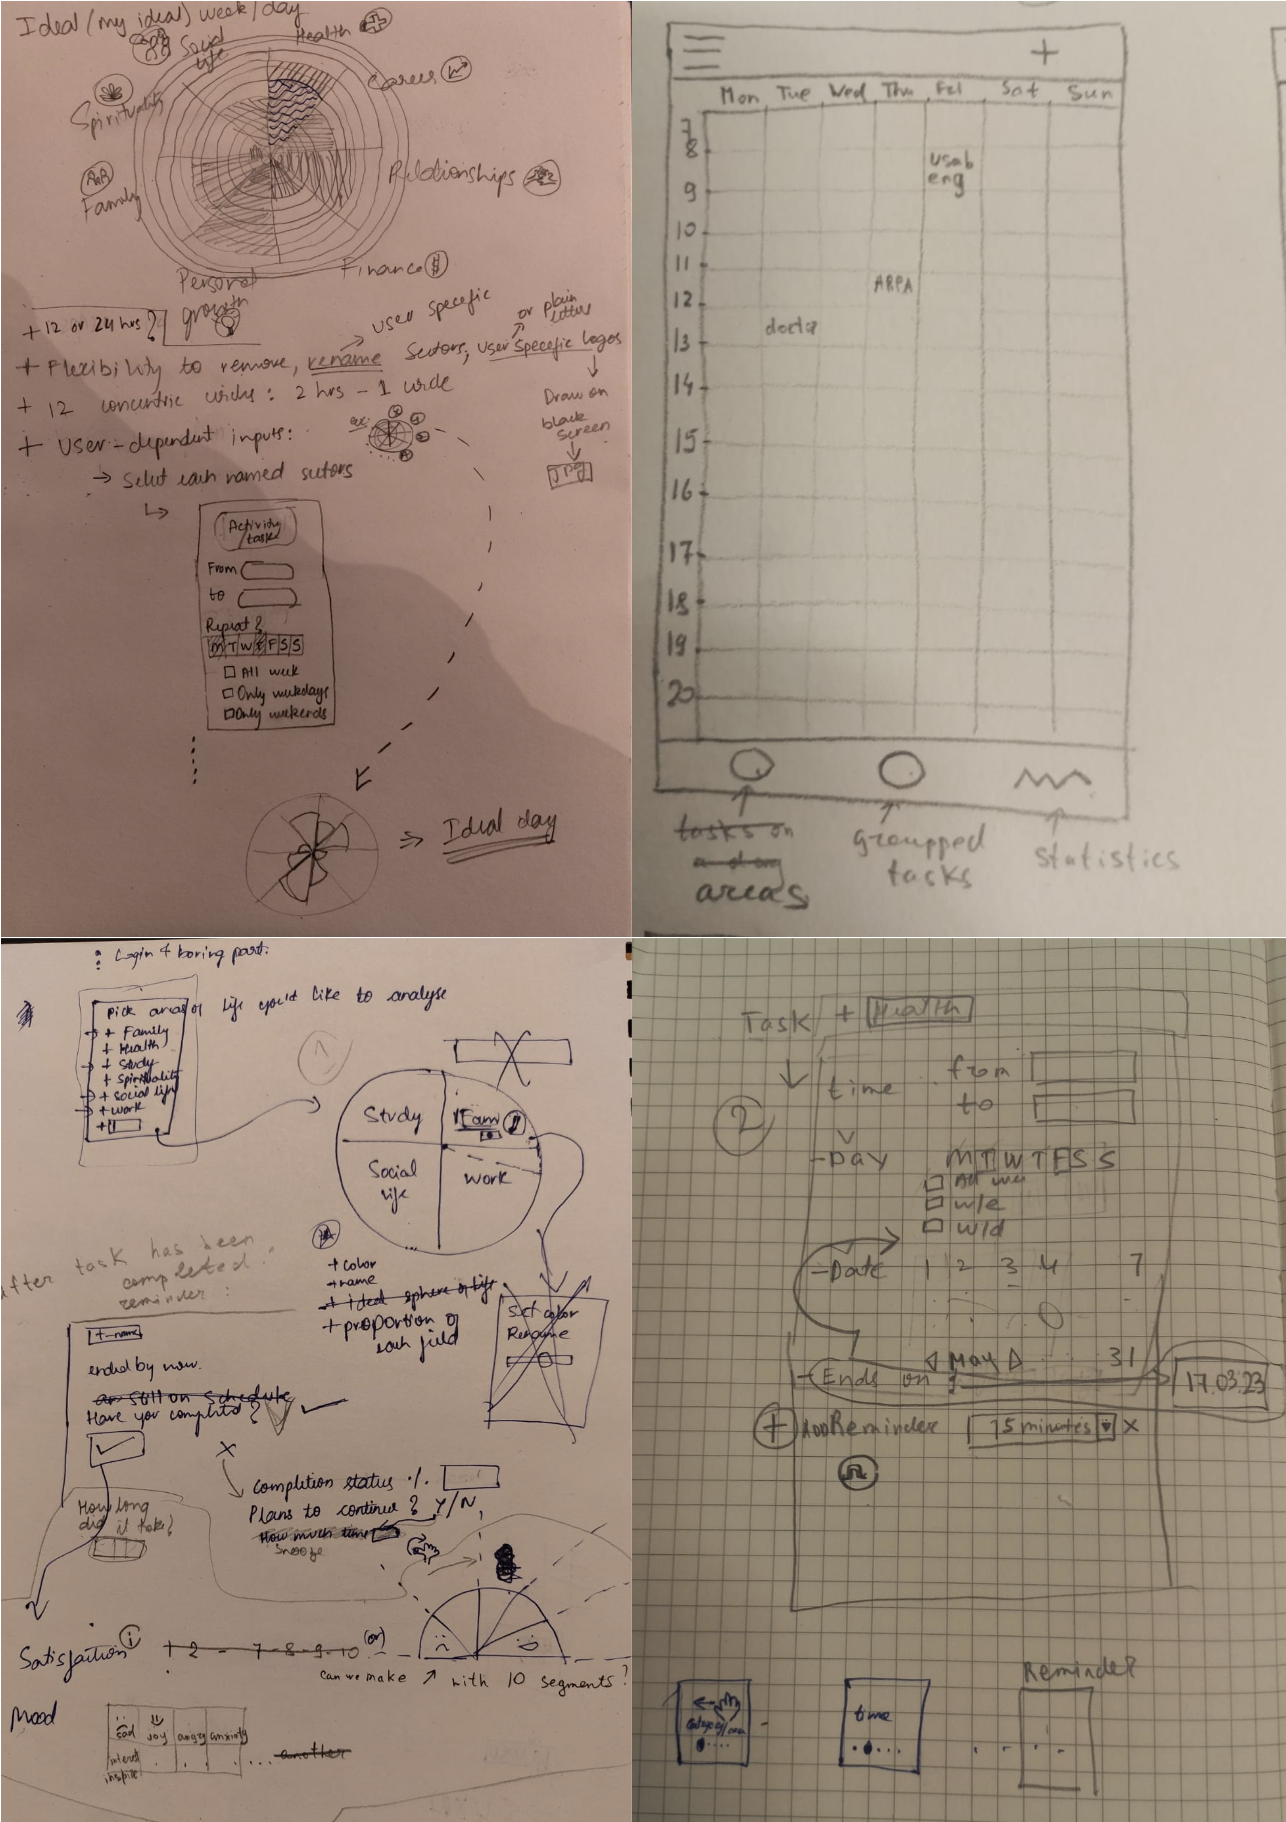 Ideal (my ideal) week/day
Social
life
Health
Career
Spirituality
Relationships
Family
Finance $
Personal
growth
+ 12 or 24 hrs?
user specific
or plain
letters
+ Flexibility to remove, rename sectors, user specific logos
+ 12 concentric circles: 2 hrs - 1 circle
Draw on
black
screen
JPG
+ User-dependent inputs:
ex:
→ Select each named sectors
Activity/
task
From
to
Repeat?
M T W T F S S
All week
Only weekdays
Only weekends
⇒ Ideal day
+
Mon Tue Wed Thu Fri Sat Sun
7
8
usab
eng
9
10
11
ARPA
12
doctor
13
14
15
16
17
18
19
20
tasks on
areas
groupped
tasks
statistics
: Login & boring part.
Pick areas of life you'd like to analyse
+ Family
+ Health
+ Study
+ Spirituality
+ Social life
+ work
+
1
Study
Fam
Social
life
work
...
+ color
+ name
+ ideal sphere of life
+ proportion of
each field
Set color
Rename
After task has been
completed
reminder:
+ name
ended by now.
still on schedule
Have you completed?
X
Completion status %.
Plans to continue? Y/N
How much time
snooze
How long
did it take?
Satisfaction i
+ 2 - 7 - 8 - 9 - 10 (or)
can we make ↗ with 10 segments?
Mood
sad joy angry anxiety
interest
inspire
... another
Task + Health
2
time
from
to
- Day
M T W T F S S
All we
w/e
w/d
- Date 1 2 3 4 7
May 31
- Ends on
17.03.23
+ Add Reminder 15 minutes X
Category/area
time
Reminder